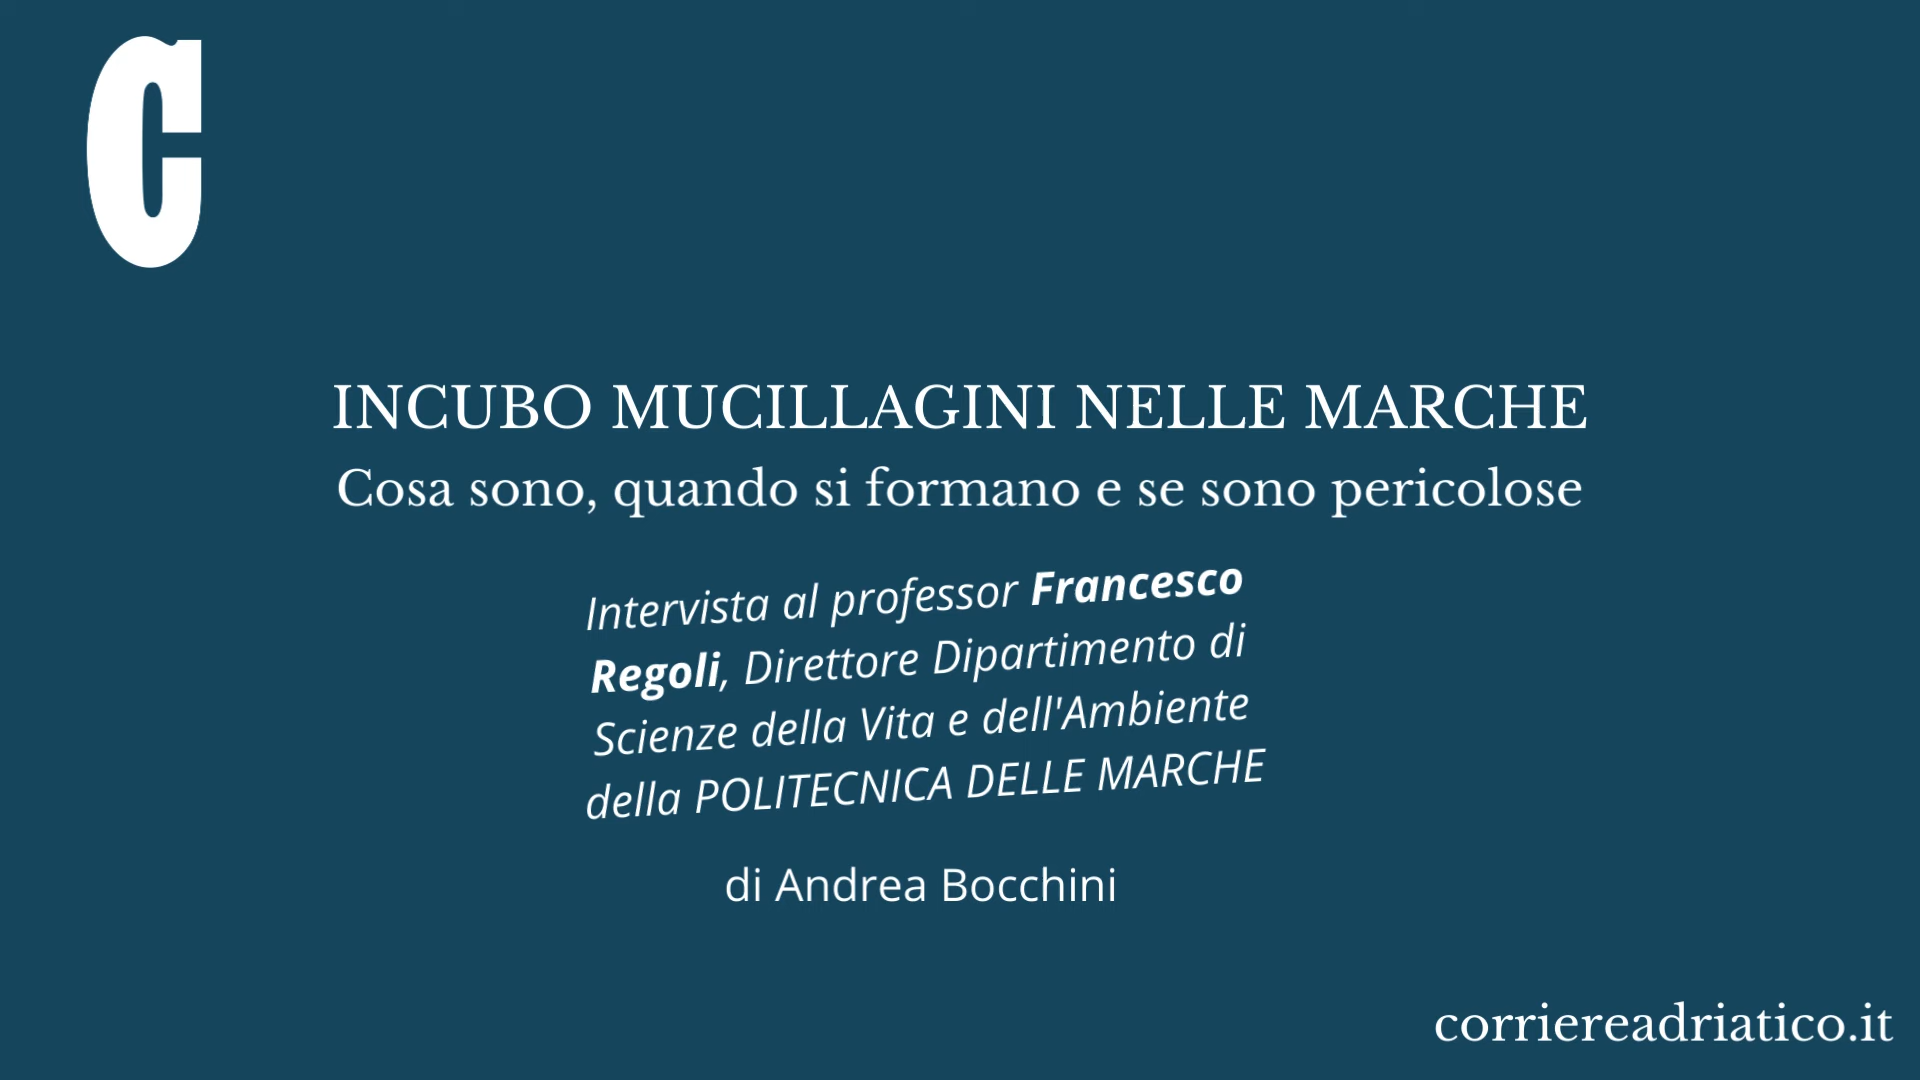 C
INCUBO MUCILLAGINI NELLE MARCHE
Cosa sono, quando si formano e se sono pericolose
Intervista al professor Francesco
Regoli, Direttore Dipartimento di
Scienze della Vita e dell'Ambiente
della POLITECNICA DELLE MARCHE
di Andrea Bocchini
corriereadriatico.it